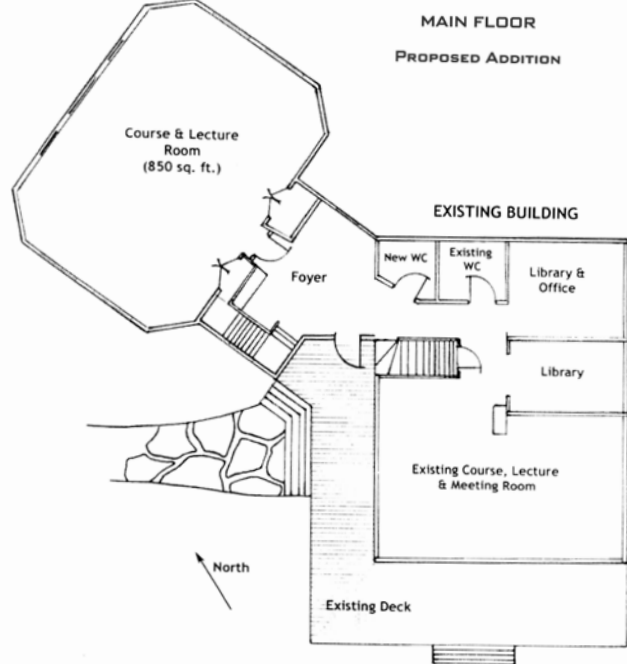 MAIN FLOOR
PROPOSED ADDITION
Course & Lecture
Room
(850 sq. ft.)
EXISTING BUILDING
New WC
Existing
WC
Library &
Office
Foyer
Library
Existing Course, Lecture
& Meeting Room
North
Existing Deck